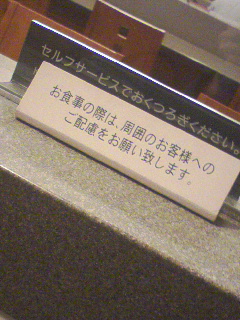 セルフサービスでおくつろぎください。
お食事の際は、周囲のお客様への
ご配慮をお願い致します。